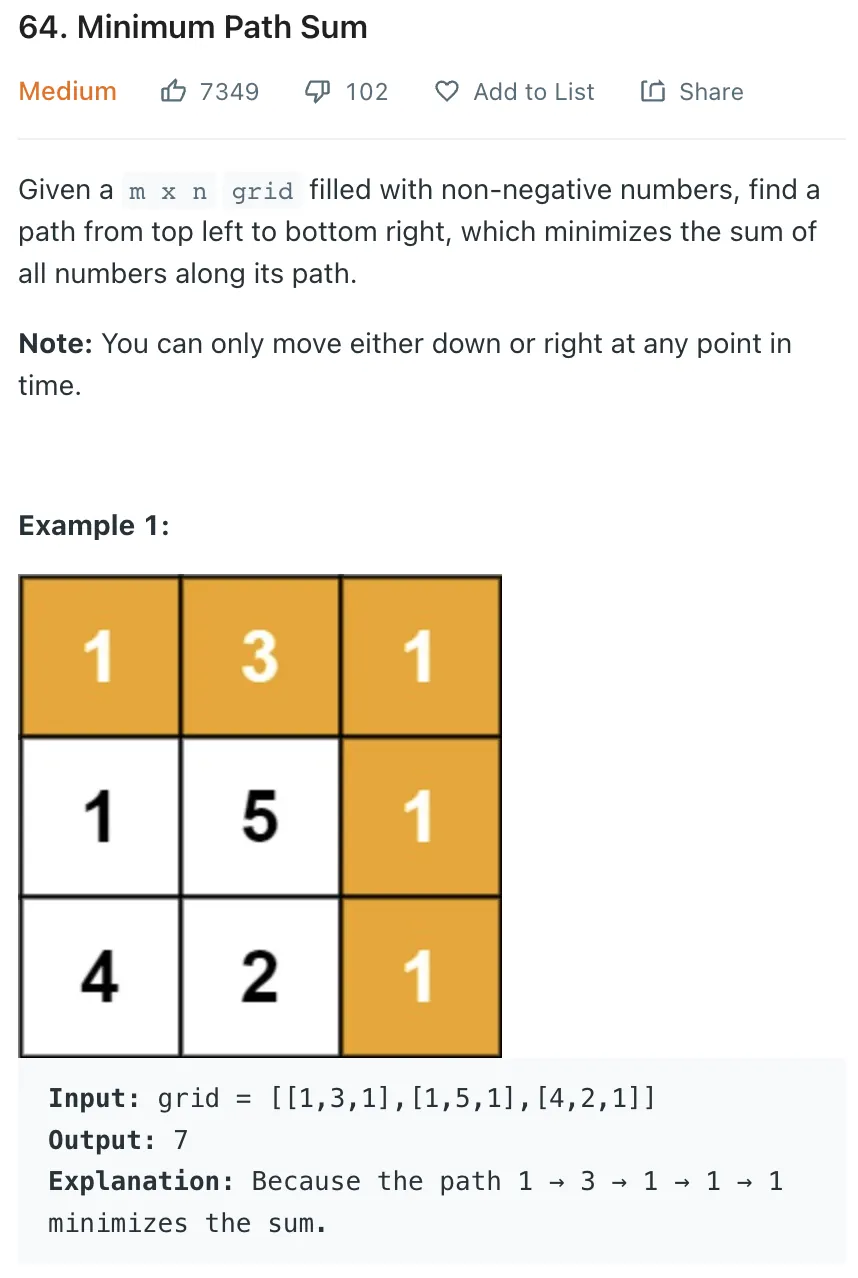 64. Minimum Path Sum
Medium 7349 102 Add to List Share
Given a m x n grid filled with non-negative numbers, find a
path from top left to bottom right, which minimizes the sum of
all numbers along its path.
Note: You can only move either down or right at any point in
time.
Example 1:
1 3 1
1 5 1
4 2 1
Input: grid = [[1,3,1],[1,5,1],[4,2,1]]
Output: 7
Explanation: Because the path 1 → 3 → 1 → 1 → 1
minimizes the sum.